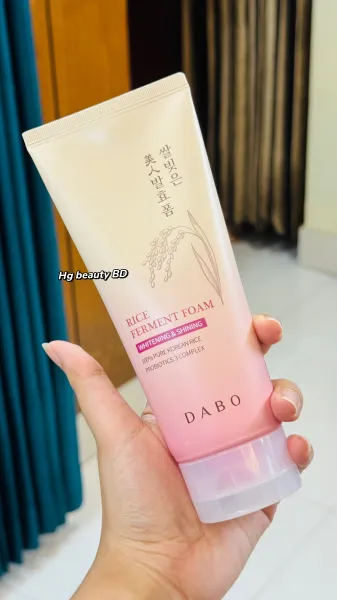 쌀빚은
美人발효폼
Hg beauty BD
RICE
FERMENT FOAM
WHITENING & SHINING
100% PURE KOREAN RICE
PROBIOTICS 3 COMPLEX
DABO